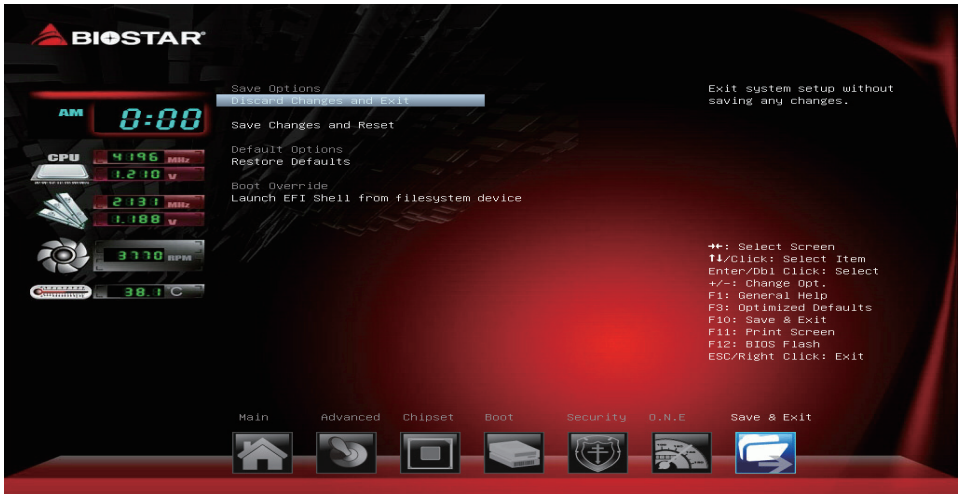 BIOSTAR
AM 0:00
CPU 4196 MHz
1.210 V
2131 MHz
1.188 V
3770 RPM
38.1 C
Save Options
Discard Changes and Exit
Save Changes and Reset
Default Options
Restore Defaults
Boot Override
Launch EFI Shell from filesystem device
Exit system setup without
saving any changes.
→←: Select Screen
↑↓/Click: Select Item
Enter/Dbl Click: Select
+/-: Change Opt.
F1: General Help
F3: Optimized Defaults
F10: Save & Exit
F11: Print Screen
F12: BIOS Flash
ESC/Right Click: Exit
Main Advanced Chipset Boot Security O.N.E Save & Exit